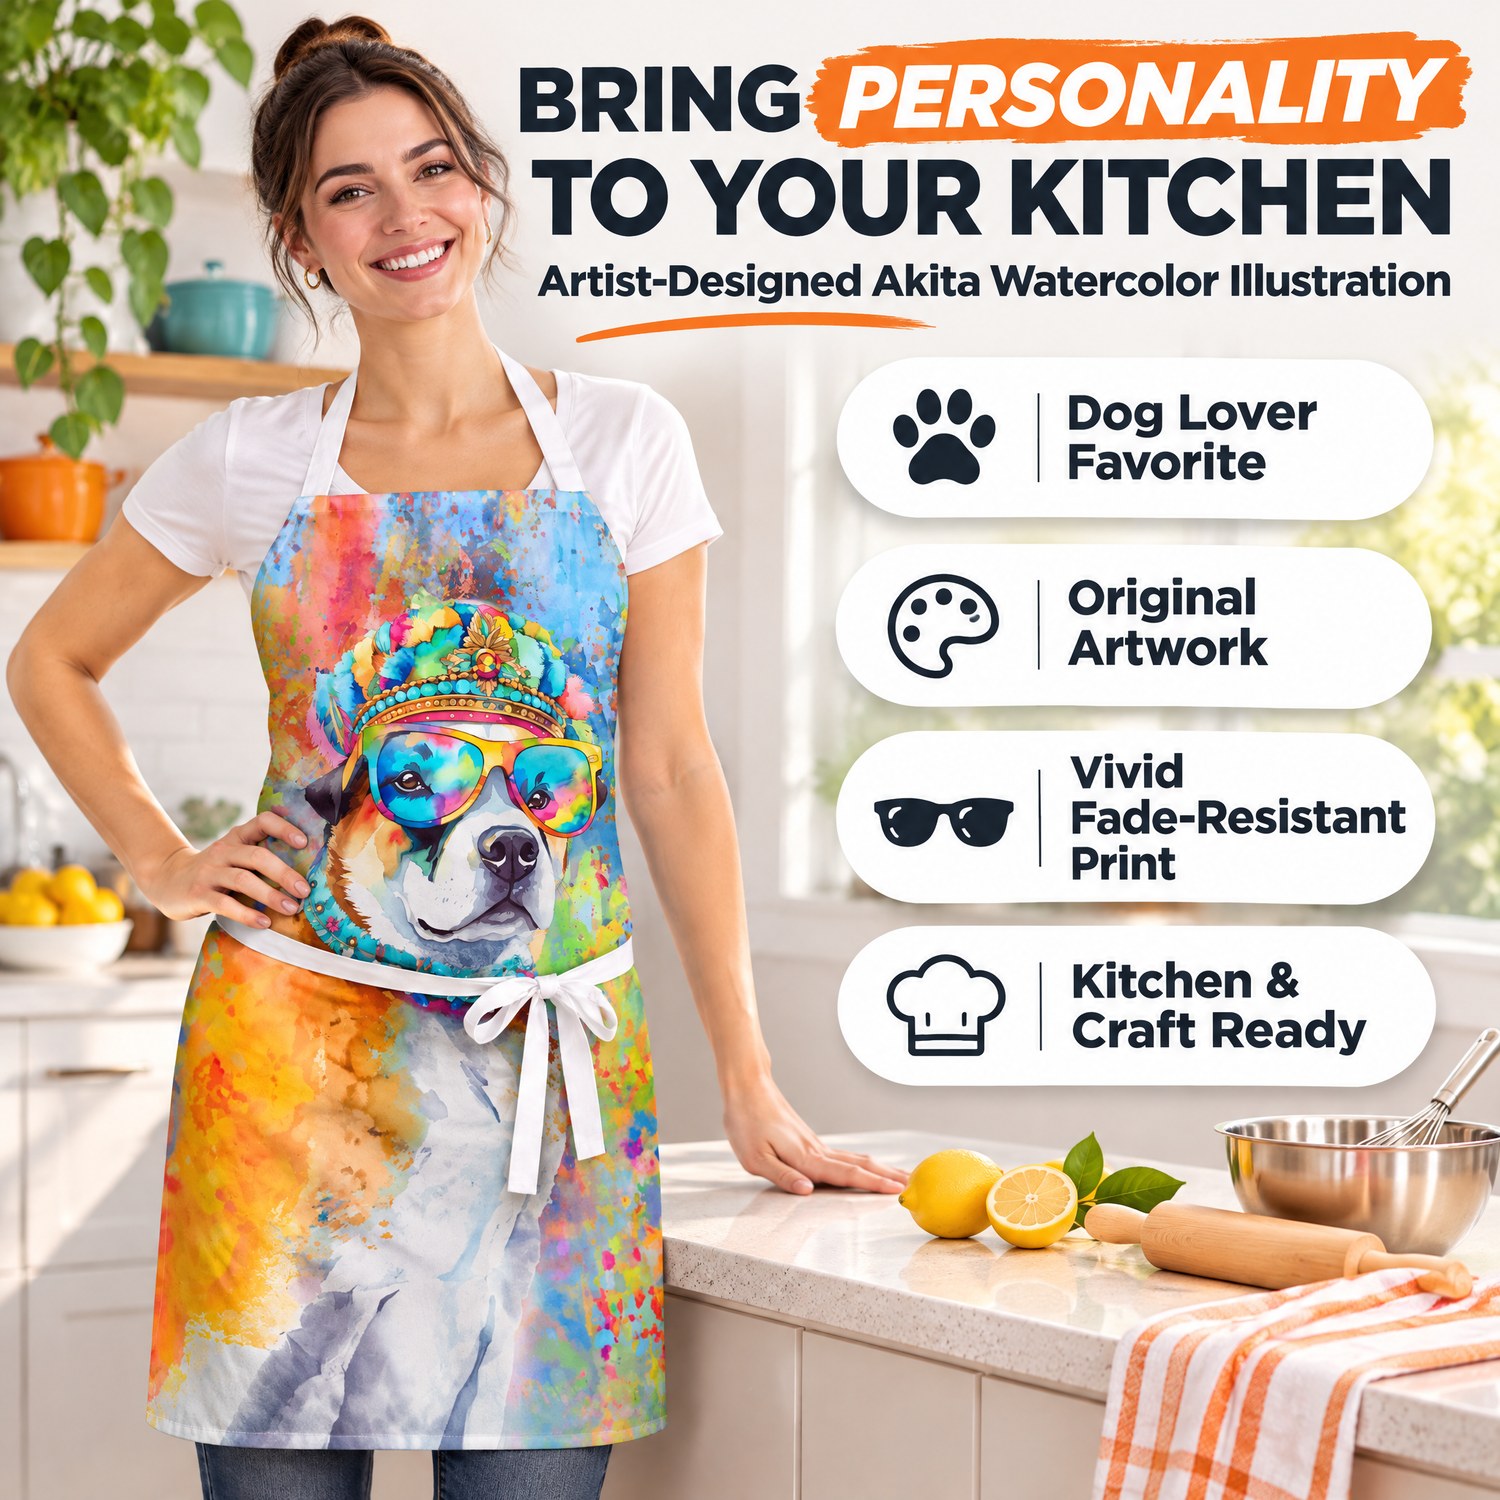 BRING PERSONALITY
TO YOUR KITCHEN
Artist-Designed Akita Watercolor Illustration
Dog Lover
Favorite
Original
Artwork
Vivid
Fade-Resistant
Print
Kitchen &
Craft Ready